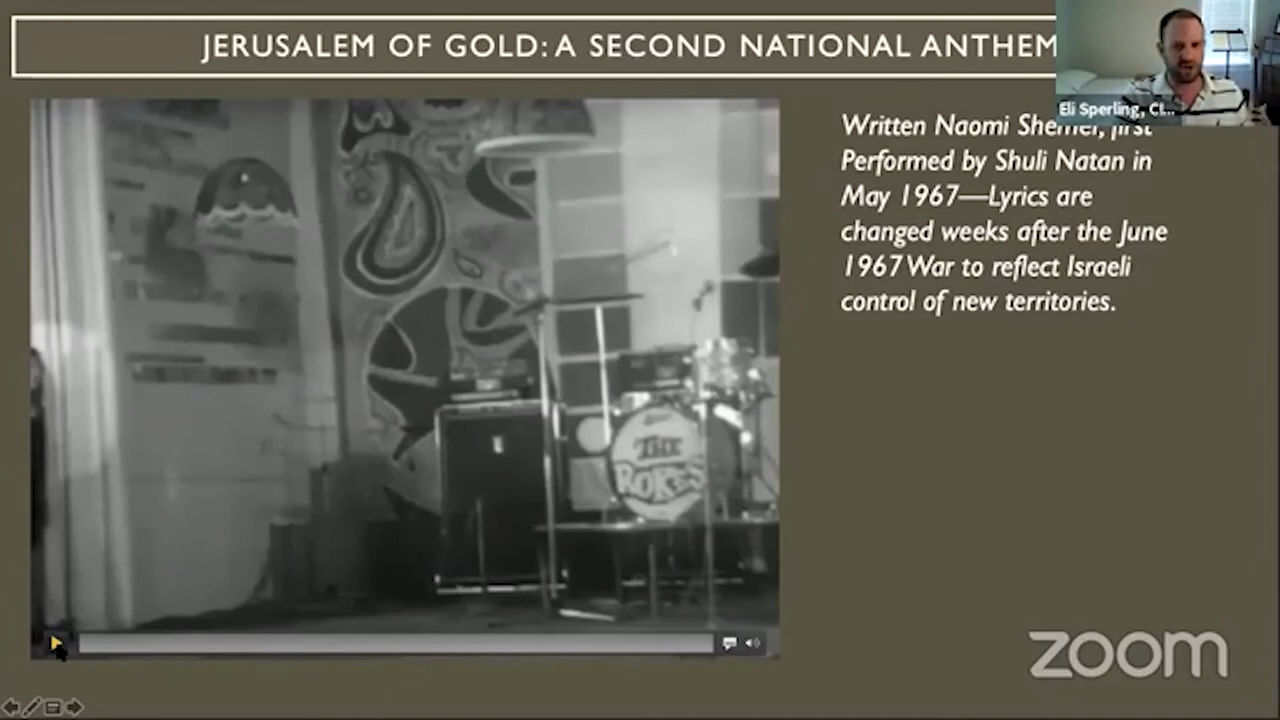 JERUSALEM OF GOLD: A SECOND NATIONAL ANTHEM
Eli Sperling, CI...
Written Naomi Shemer, first
Performed by Shuli Natan in
May 1967—Lyrics are
changed weeks after the June
1967 War to reflect Israeli
control of new territories.
THE
ROKES
zoom